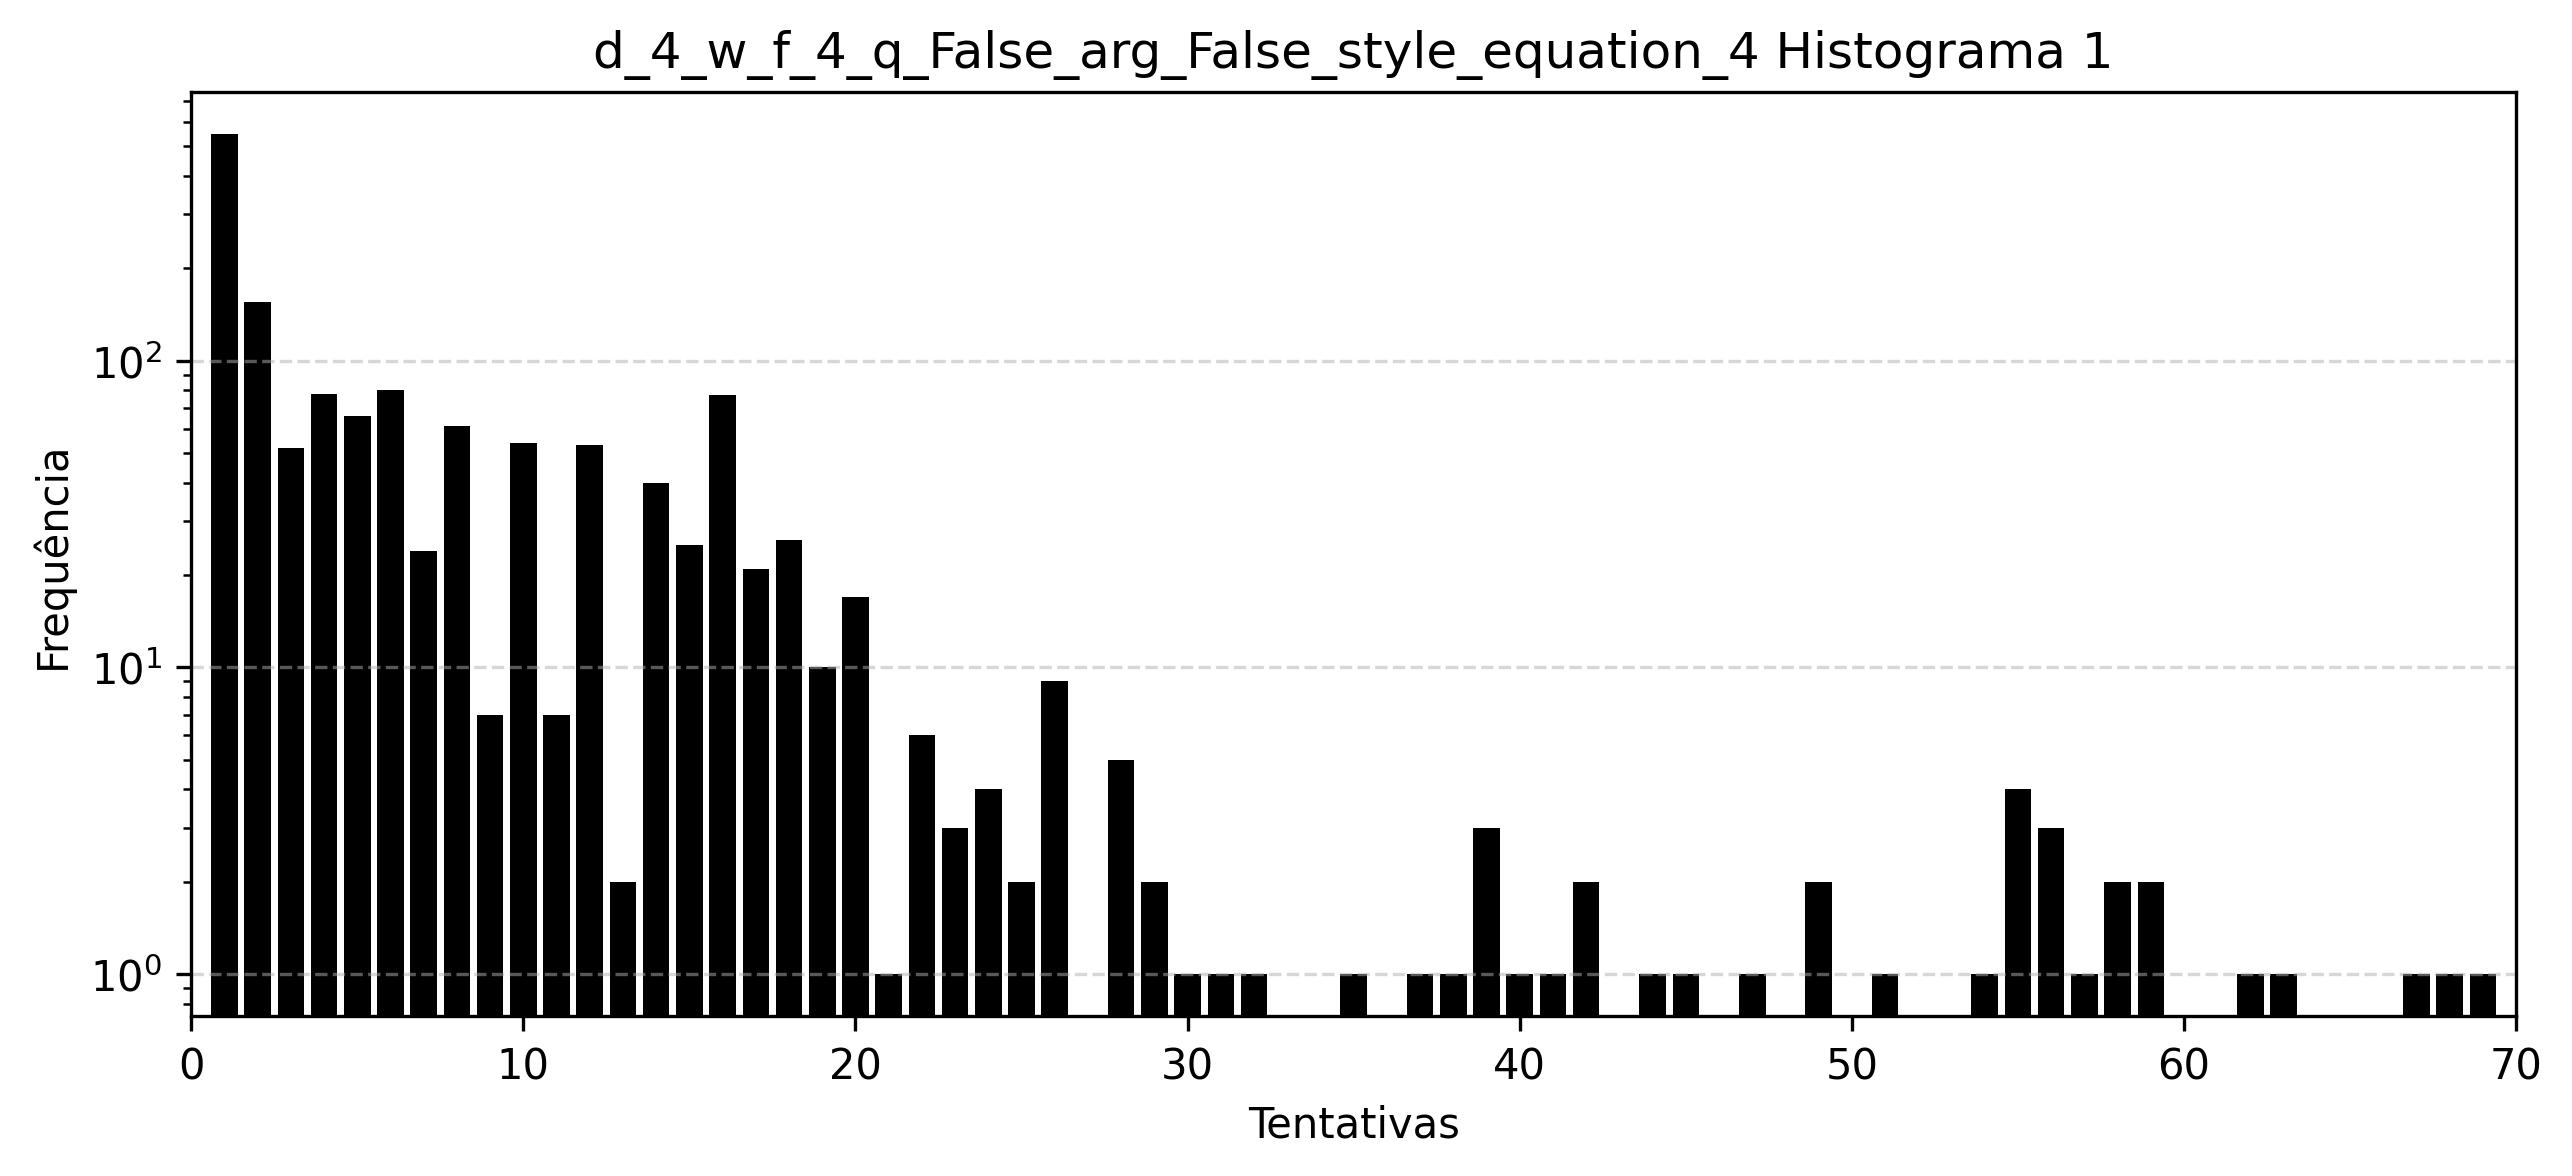 d_4_w_f_4_q_False_arg_False_style_equation_4 Histograma 1
Frequência
10²
10¹
10⁰
0 10 20 30 40 50 60 70
Tentativas